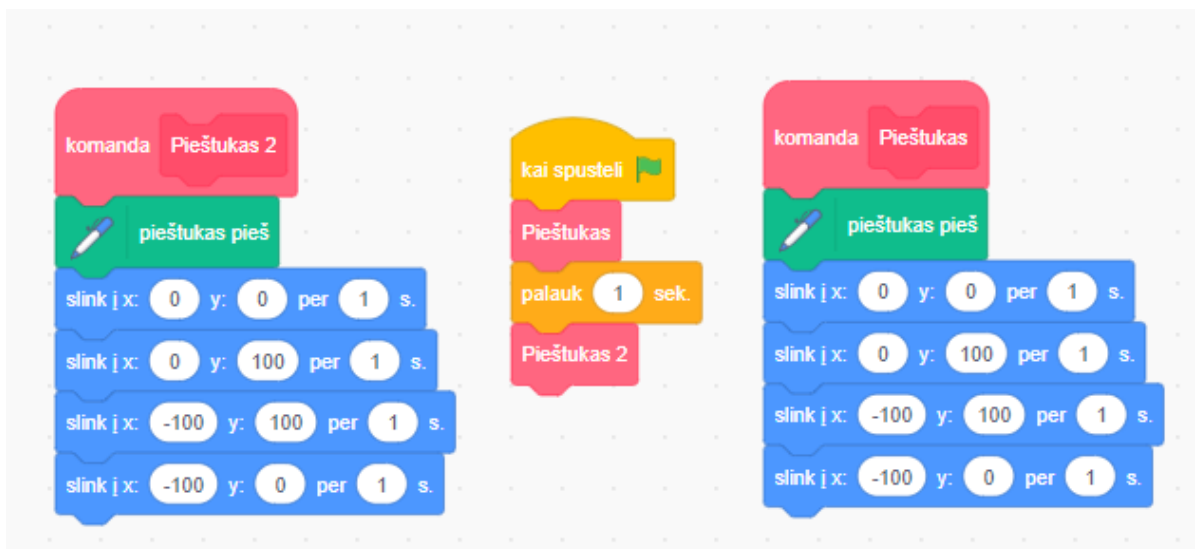 komanda Pieštukas 2
pieštukas pieš
slink į x: 0 y: 0 per 1 s.
slink į x: 0 y: 100 per 1 s.
slink į x: -100 y: 100 per 1 s.
slink į x: -100 y: 0 per 1 s.
kai spusteli
Pieštukas
palauk 1 sek.
Pieštukas 2
komanda Pieštukas
pieštukas pieš
slink į x: 0 y: 0 per 1 s.
slink į x: 0 y: 100 per 1 s.
slink į x: -100 y: 100 per 1 s.
slink į x: -100 y: 0 per 1 s.